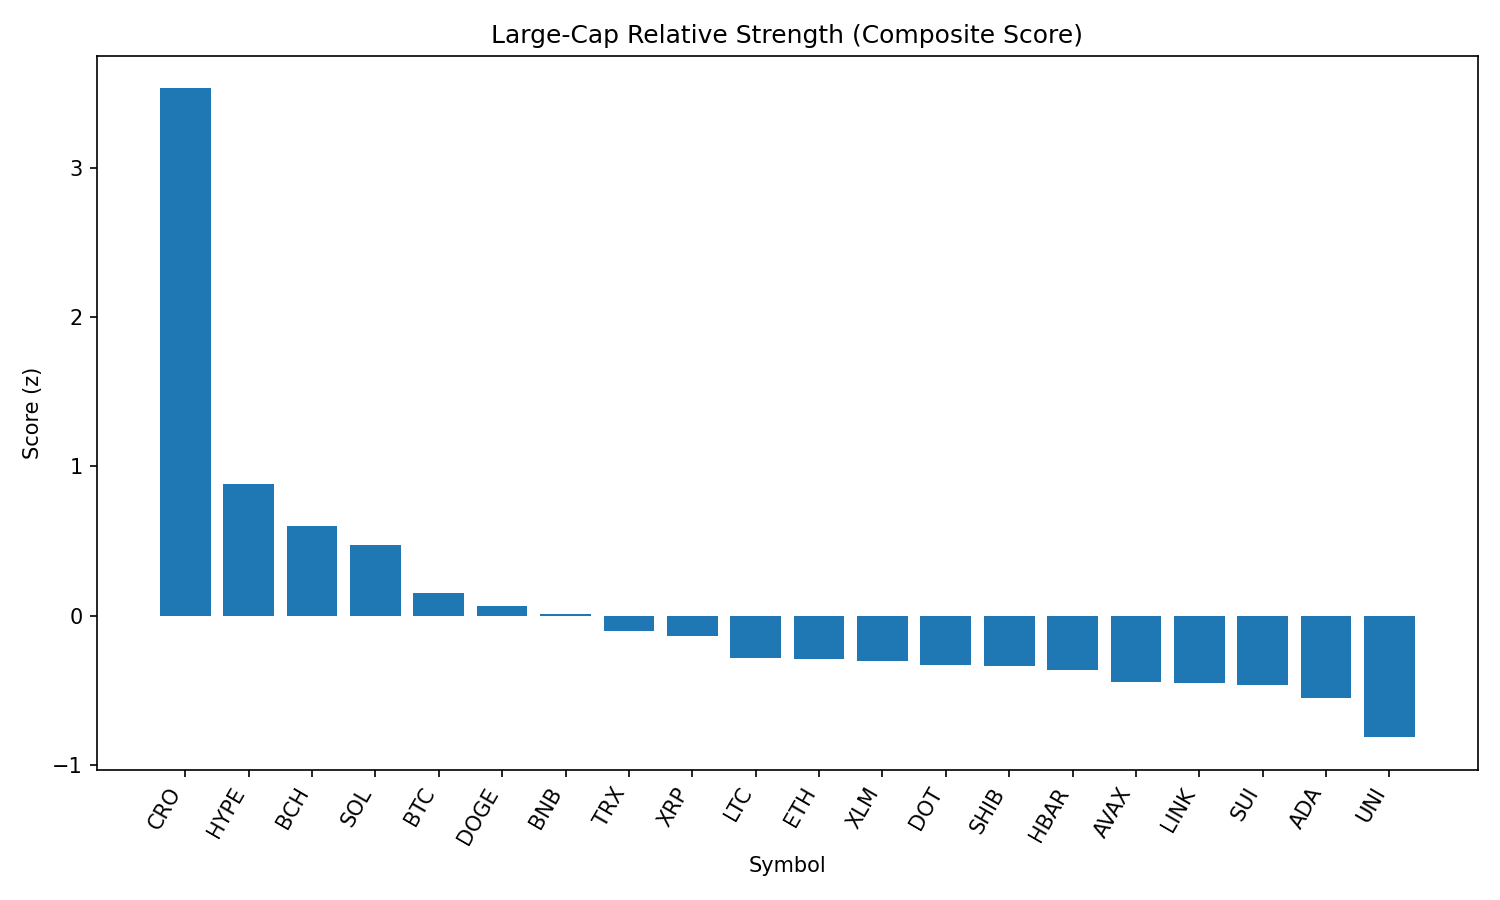 Large-Cap Relative Strength (Composite Score)
3
2
1
0
−1
Score (z)
CRO
HYPE
BCH
SOL
BTC
DOGE
BNB
TRX
XRP
LTC
ETH
XLM
DOT
SHIB
HBAR
AVAX
LINK
SUI
ADA
UNI
Symbol